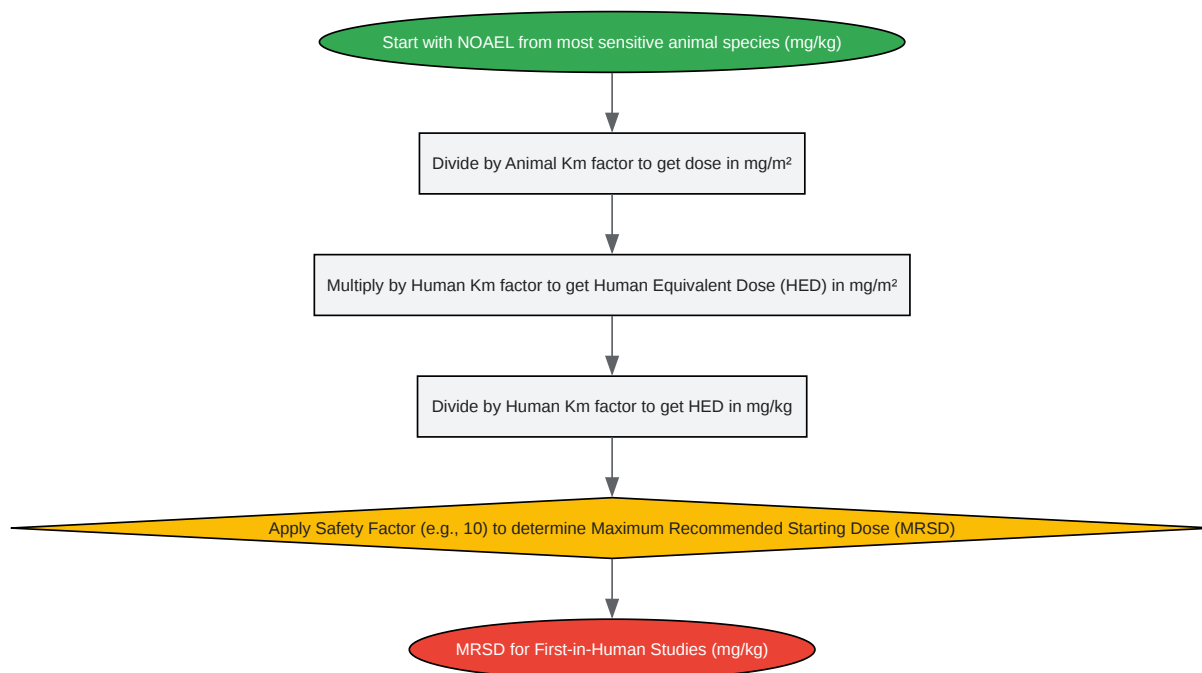 Start with NOAEL from most sensitive animal species (mg/kg)
Divide by Animal Km factor to get dose in mg/m²
Multiply by Human Km factor to get Human Equivalent Dose (HED) in mg/m²
Divide by Human Km factor to get HED in mg/kg
Apply Safety Factor (e.g., 10) to determine Maximum Recommended Starting Dose (MRSD)
MRSD for First-in-Human Studies (mg/kg)